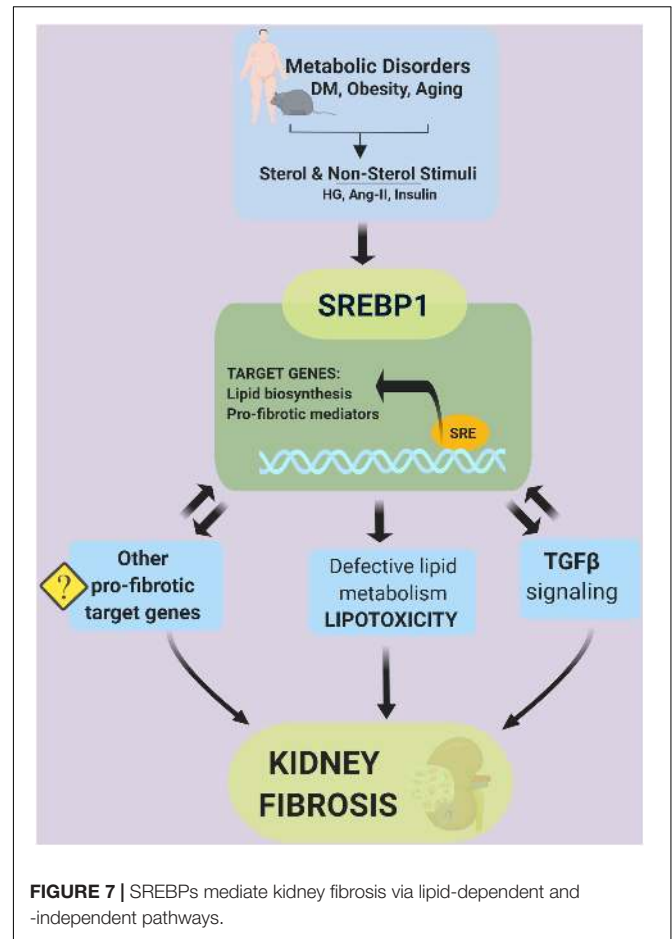 Metabolic Disorders
DM, Obesity, Aging
Sterol & Non-Sterol Stimuli
HG, Ang-II, Insulin
SREBP1
TARGET GENES:
Lipid biosynthesis
Pro-fibrotic mediators
SRE
?
Other
pro-fibrotic
target genes
Defective lipid
metabolism
LIPOTOXICITY
TGFβ
signaling
KIDNEY
FIBROSIS
FIGURE 7 | SREBPs mediate kidney fibrosis via lipid-dependent and
-independent pathways.